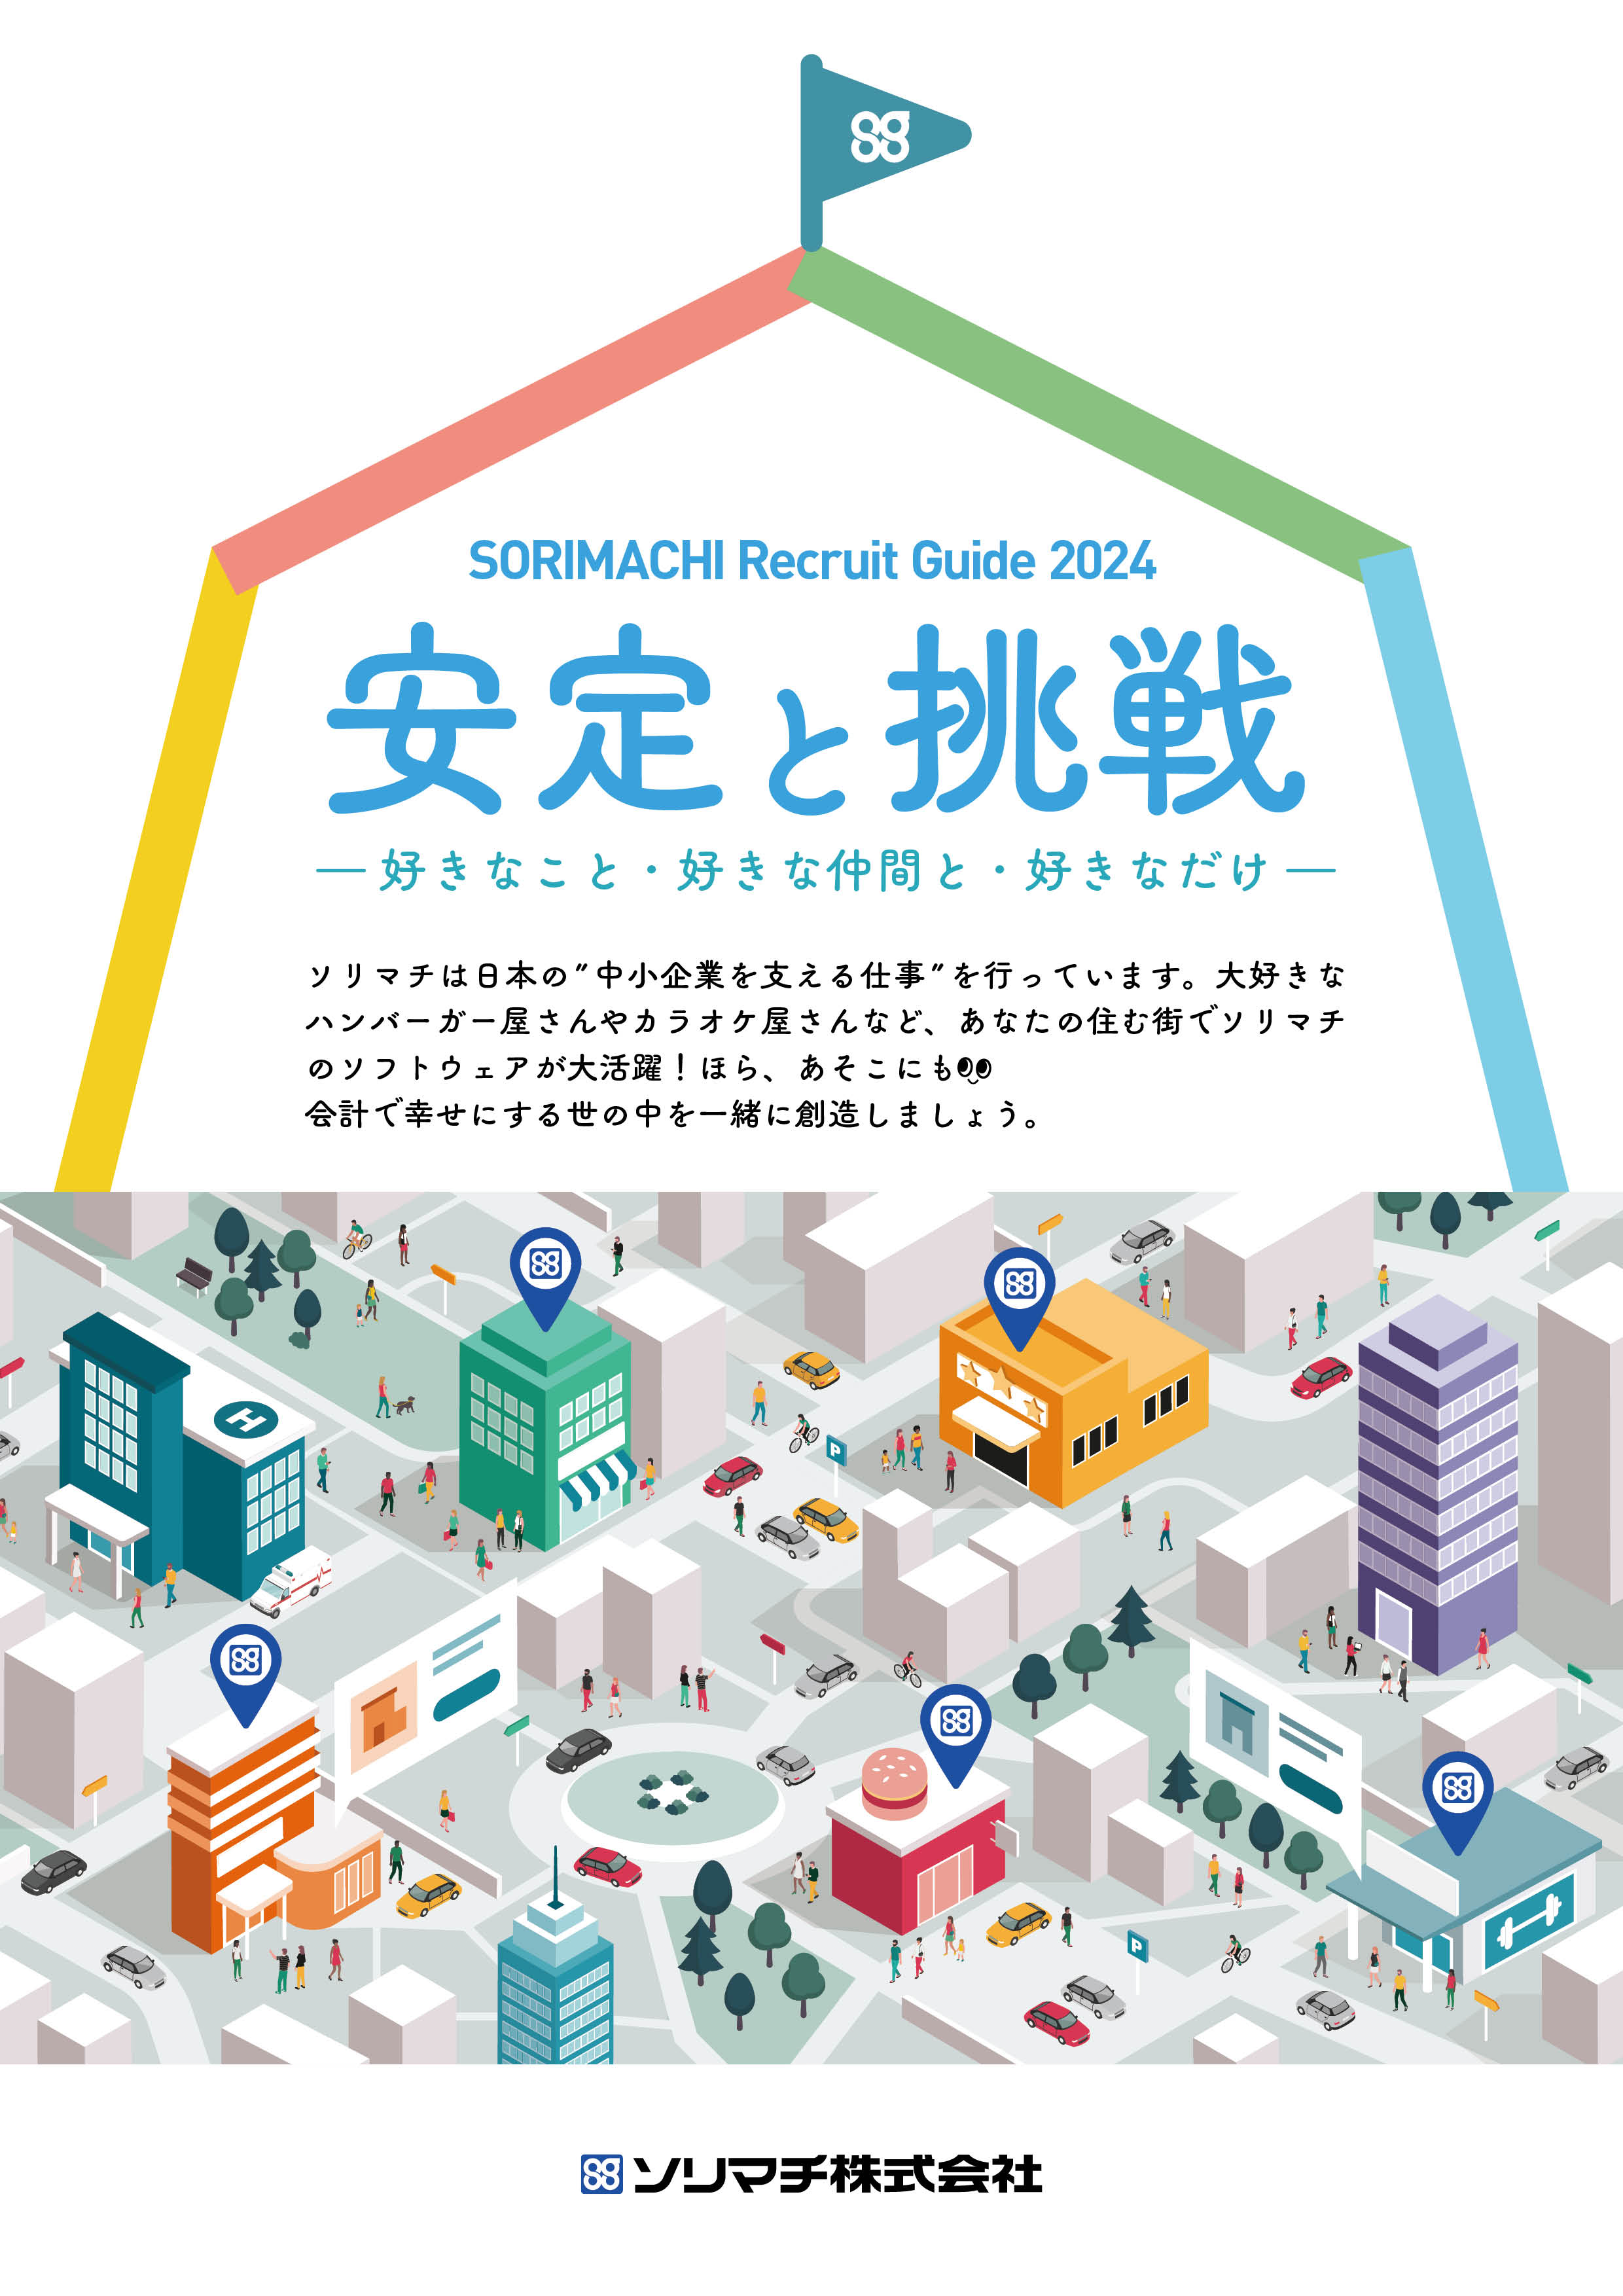 SORIMACHI Recruit Guide 2024
安定と挑戦
―好きなこと・好きな仲間と・好きなだけ―
ソリマチは日本の"中小企業を支える仕事"を行っています。大好きな
ハンバーガー屋さんやカラオケ屋さんなど、あなたの住む街でソリマチ
のソフトウェアが大活躍！ほら、あそこにも👀
会計で幸せにする世の中を一緒に創造しましょう。
H
P
P
ソリマチ株式会社